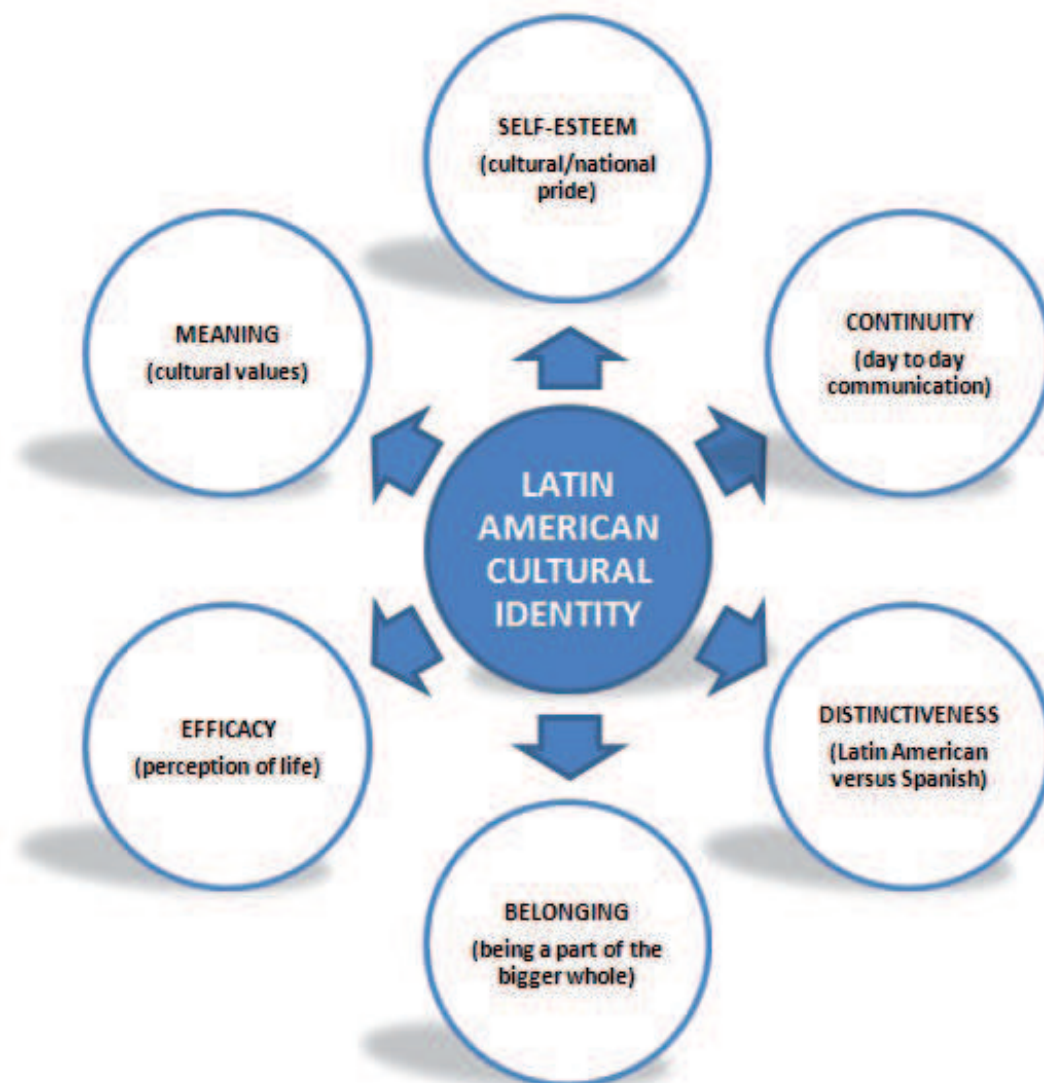 SELF-ESTEEM
(cultural/national
pride)
CONTINUITY
(day to day
communication)
DISTINCTIVENESS
(Latin American
versus Spanish)
BELONGING
(being a part of the
bigger whole)
EFFICACY
(perception of life)
MEANING
(cultural values)
LATIN
AMERICAN
CULTURAL
IDENTITY